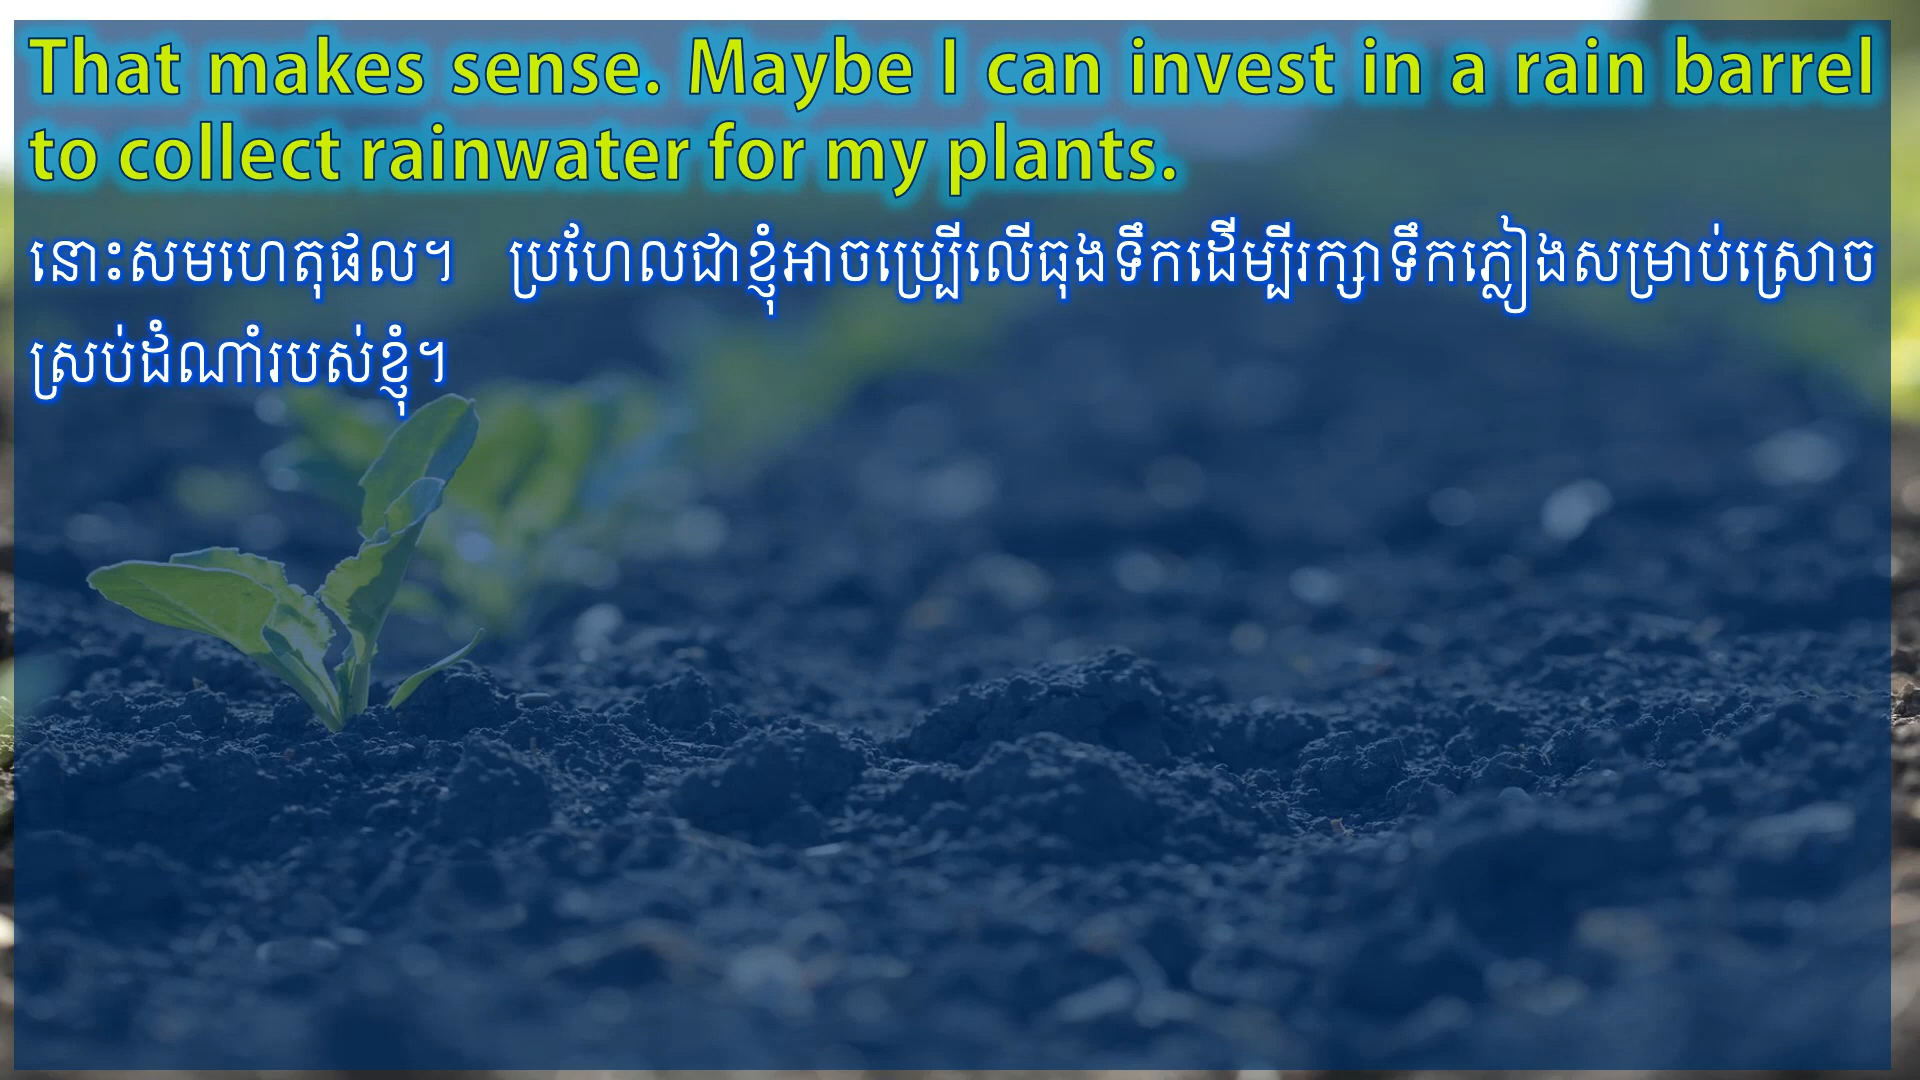 That makes sense. Maybe I can invest in a rain barrel
to collect rainwater for my plants.
នោះសមហេតុផល។ ប្រហែលជាខ្ញុំអាចប្ប្រើលើធុងទឹកដើម្បីរក្សាទឹកភ្លៀងសម្រាប់ស្រោច
ស្រប់ដំណាំរបស់ខ្ញុំ។